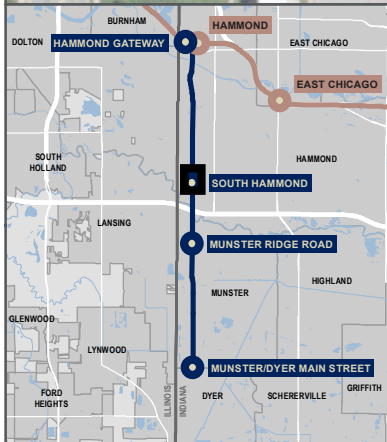 BURNHAM
HAMMOND
DOLTON
HAMMOND GATEWAY
EAST CHICAGO
EAST CHICAGO
SOUTH
HOLLAND
HAMMOND
SOUTH HAMMOND
LANSING
MUNSTER RIDGE ROAD
HIGHLAND
MUNSTER
GLENWOOD
LYNWOOD
MUNSTER/DYER MAIN STREET
FORD
HEIGHTS
ILLINOIS
INDIANA
DYER
SCHERERVILLE
GRIFFITH